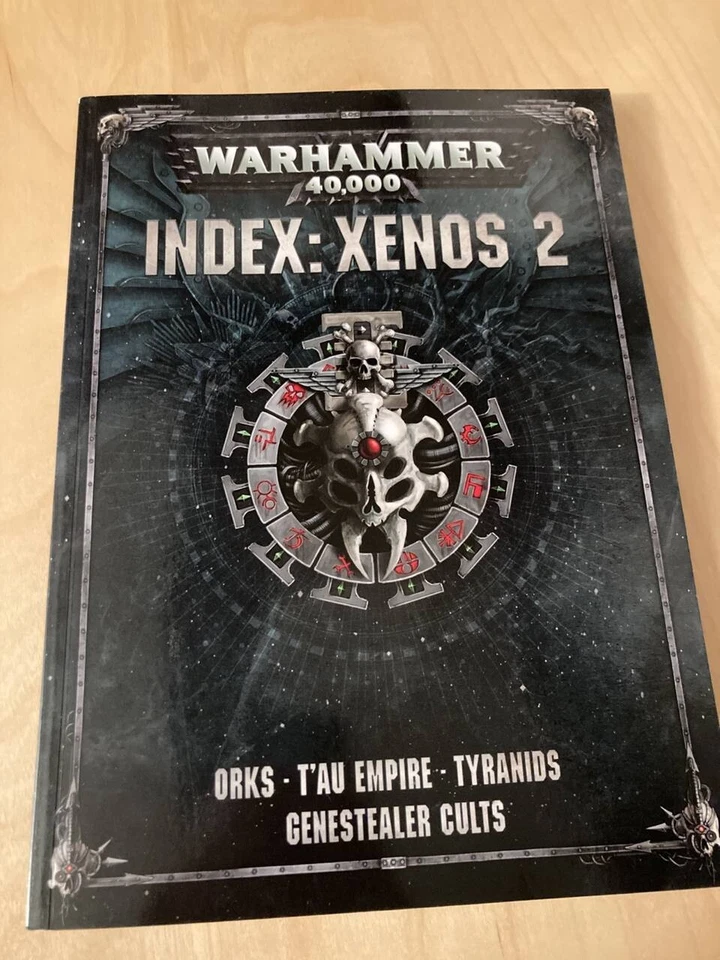 WARHAMMER
40,000
INDEX: XENOS 2
ORKS · T'AU EMPIRE · TYRANIDS
GENESTEALER CULTS